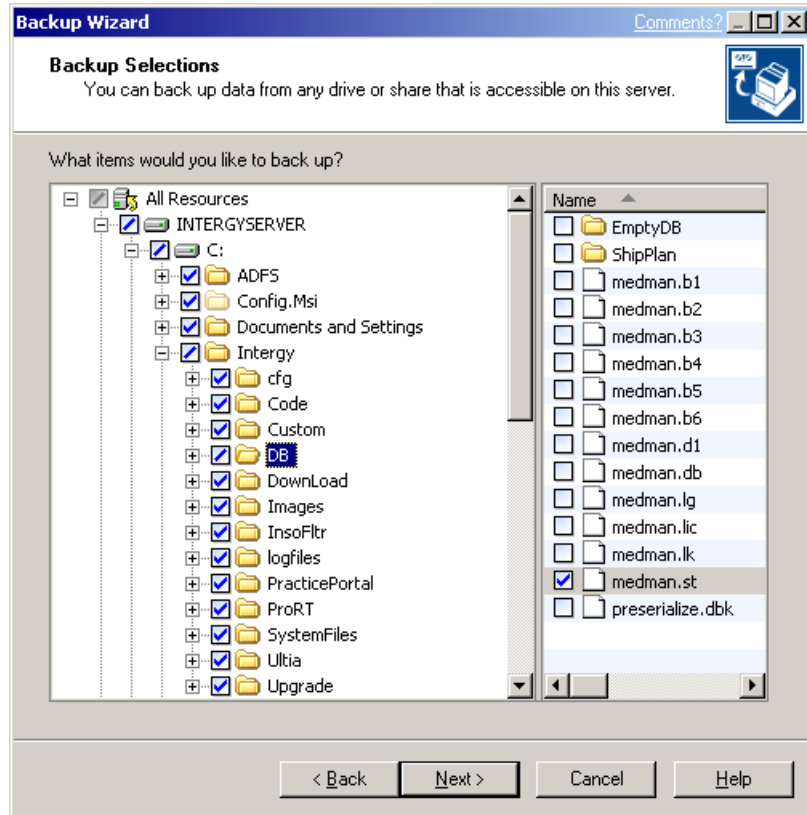 Backup Wizard
Comments?
Backup Selections
You can back up data from any drive or share that is accessible on this server.
What items would you like to back up?
All Resources
INTERGYSERVER
C:
ADFS
Config.Msi
Documents and Settings
Intergy
cfg
Code
Custom
DB
DownLoad
Images
InsoFltr
logfiles
PracticePortal
ProRT
SystemFiles
Ultia
Upgrade
Name
EmptyDB
ShipPlan
medman.b1
medman.b2
medman.b3
medman.b4
medman.b5
medman.b6
medman.d1
medman.db
medman.lg
medman.lic
medman.lk
medman.st
preserialize.dbk
< Back
Next >
Cancel
Help